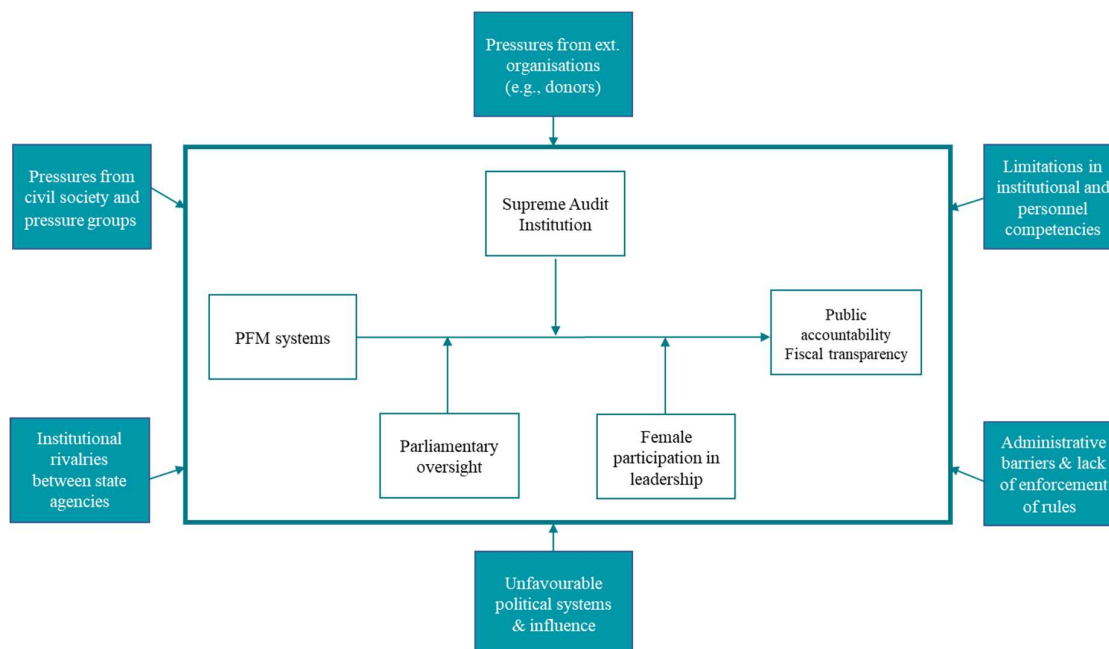 Pressures from ext.
organisations
(e.g., donors)
Pressures from
civil society and
pressure groups
Limitations in
institutional and
personnel
competencies
Supreme Audit
Institution
PFM systems
Public
accountability
Fiscal transparency
Parliamentary
oversight
Female
participation in
leadership
Institutional
rivalries
between state
agencies
Administrative
barriers & lack
of enforcement
of rules
Unfavourable
political systems
& influence